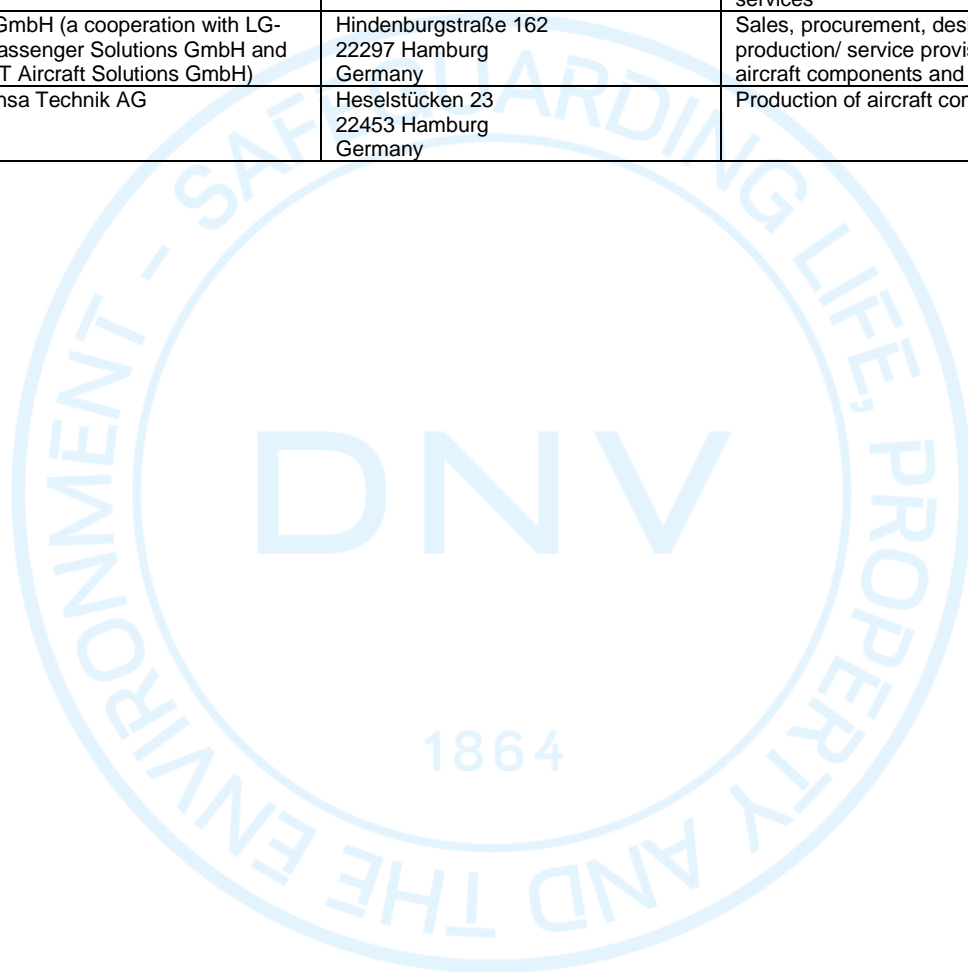 services
GmbH (a cooperation with LG-
Hindenburgstraße 162
Sales, procurement, des
assenger Solutions GmbH and
22297 Hamburg
production/ service provis
T Aircraft Solutions GmbH)
Germany
aircraft components and
nsa Technik AG
Heselstücken 23
Production of aircraft co
22453 Hamburg
Germany
SAFEGUARDING LIFE, PROPERTY AND THE ENVIRONMENT -
DNV
1864